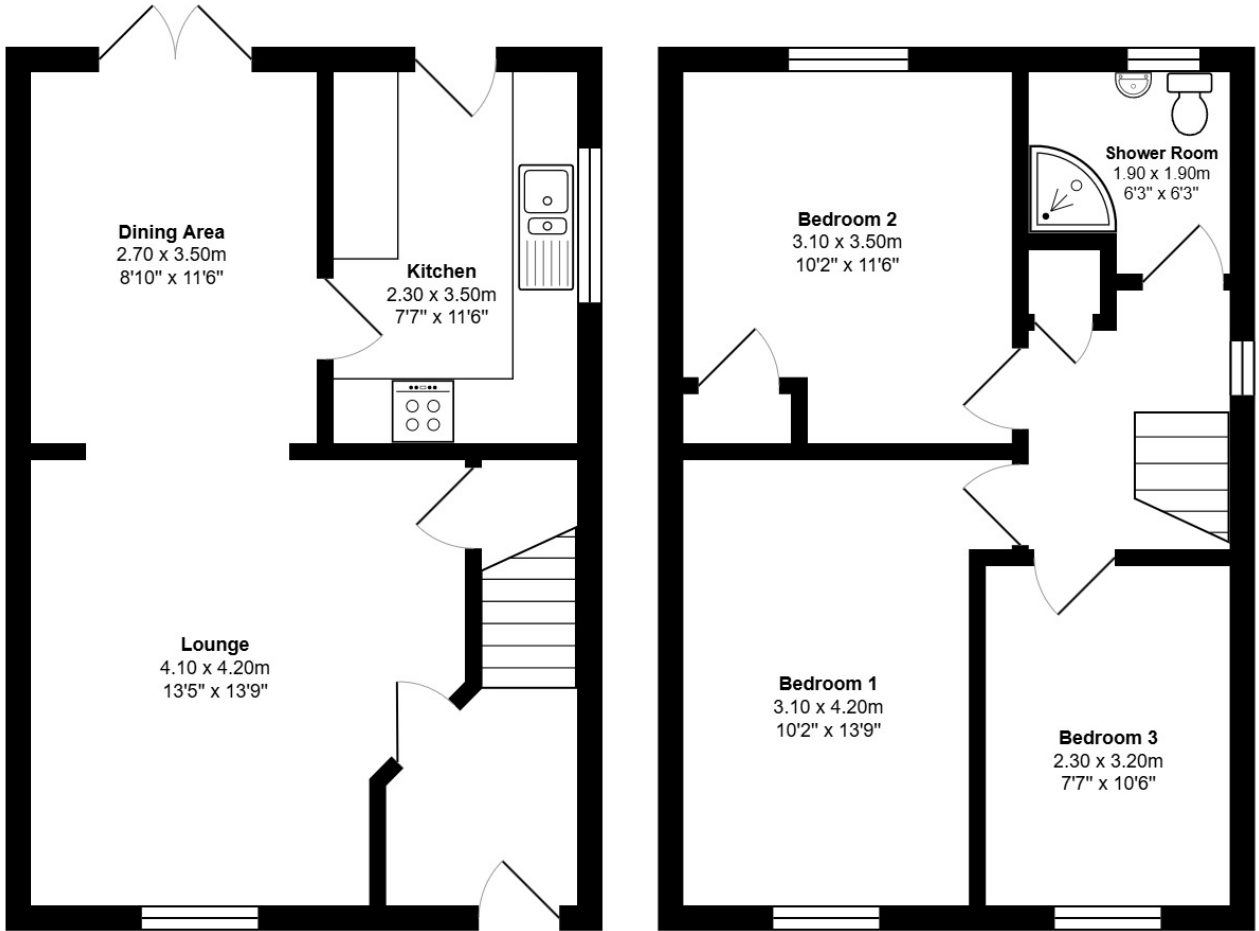 Dining Area
2.70 x 3.50m
8'10" x 11'6"
Kitchen
2.30 x 3.50m
7'7" x 11'6"
Lounge
4.10 x 4.20m
13'5" x 13'9"
Bedroom 2
3.10 x 3.50m
10'2" x 11'6"
Shower Room
1.90 x 1.90m
6'3" x 6'3"
Bedroom 1
3.10 x 4.20m
10'2" x 13'9"
Bedroom 3
2.30 x 3.20m
7'7" x 10'6"